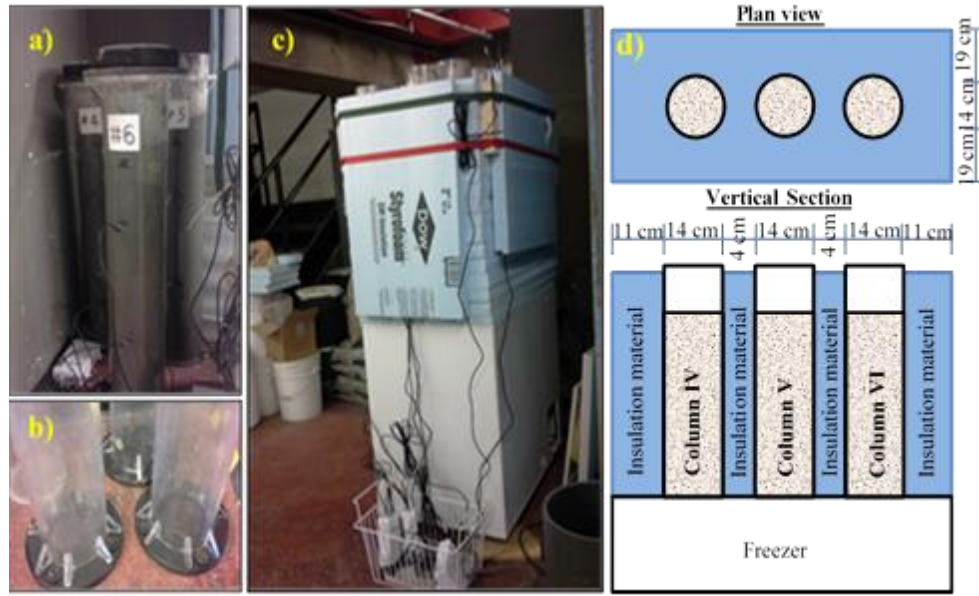 a)
#6
b)
c)
DOW
Styrofoam
d)
Plan view
19 cm
14 cm
19 cm
Vertical Section
11 cm
14 cm
4 cm
14 cm
4 cm
14 cm
11 cm
Insulation material
Column IV
Insulation material
Column V
Insulation material
Column VI
Insulation material
Freezer